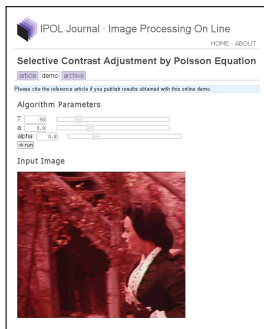 IPOL Journal · Image Processing On Line
HOME · ABOUT ·
Selective Contrast Adjustment by Poisson Equation
article demo archive
Please cite the reference article if you publish results obtained with this online demo.
Algorithm Parameters
T: 50
a: 3.0
alpha: 0.8
run
Input Image